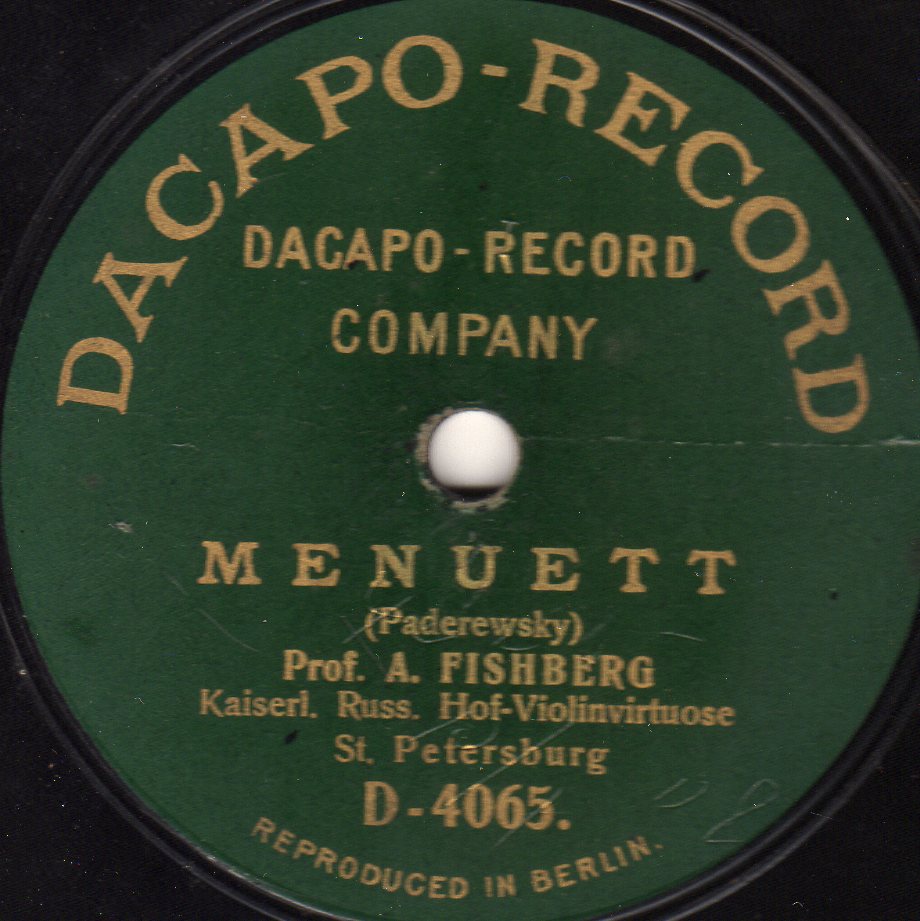 DACAPO-RECORD
DACAPO-RECORD
COMPANY
MENUETT
(Paderewsky)
Prof. A. FISHBERG
Kaiserl. Russ. Hof-Violinvirtuose
St. Petersburg
D-4065.
REPRODUCED IN BERLIN.